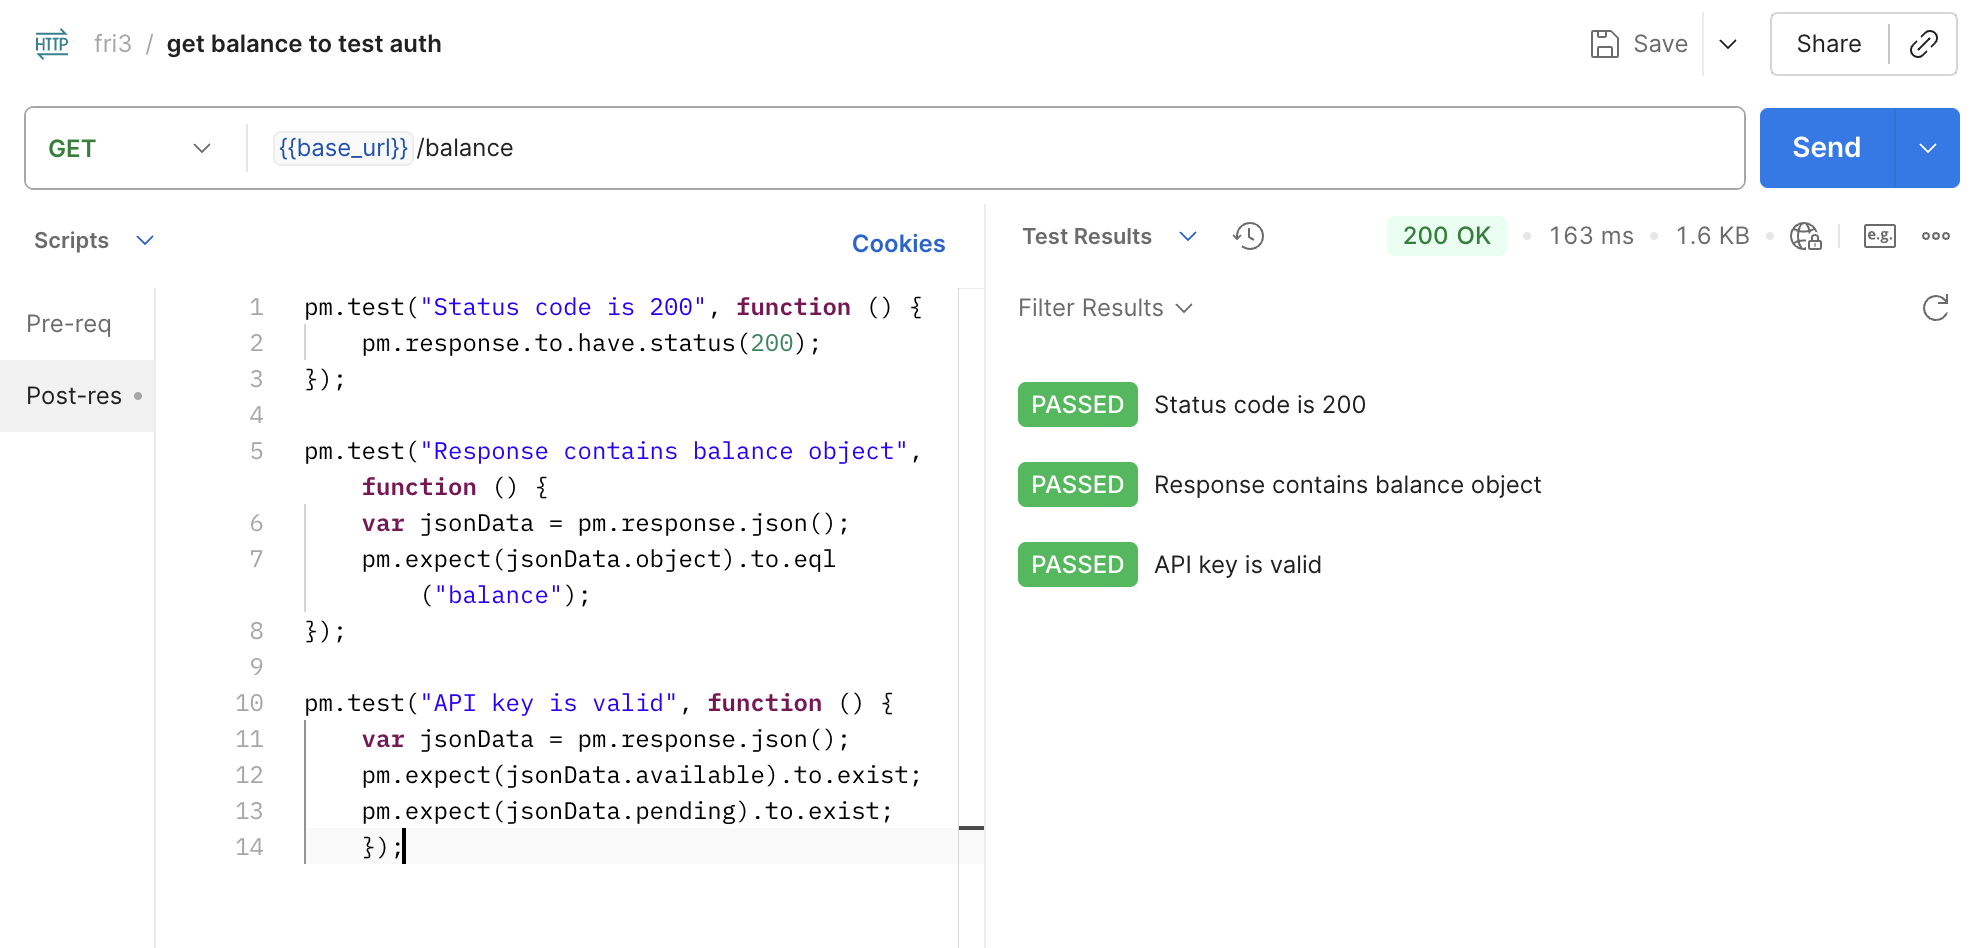 HTTP fri3 / get balance to test auth Save Share
GET {{base_url}}/balance Send
Scripts Cookies
Test Results 200 OK • 163 ms • 1.6 KB • e.g.
Pre-req
Post-res
Filter Results
1 pm.test("Status code is 200", function () {
2 pm.response.to.have.status(200);
3 });
4
5 pm.test("Response contains balance object",
function () {
6 var jsonData = pm.response.json();
7 pm.expect(jsonData.object).to.eql
("balance");
8 });
9
10 pm.test("API key is valid", function () {
11 var jsonData = pm.response.json();
12 pm.expect(jsonData.available).to.exist;
13 pm.expect(jsonData.pending).to.exist;
14 });
PASSED Status code is 200
PASSED Response contains balance object
PASSED API key is valid